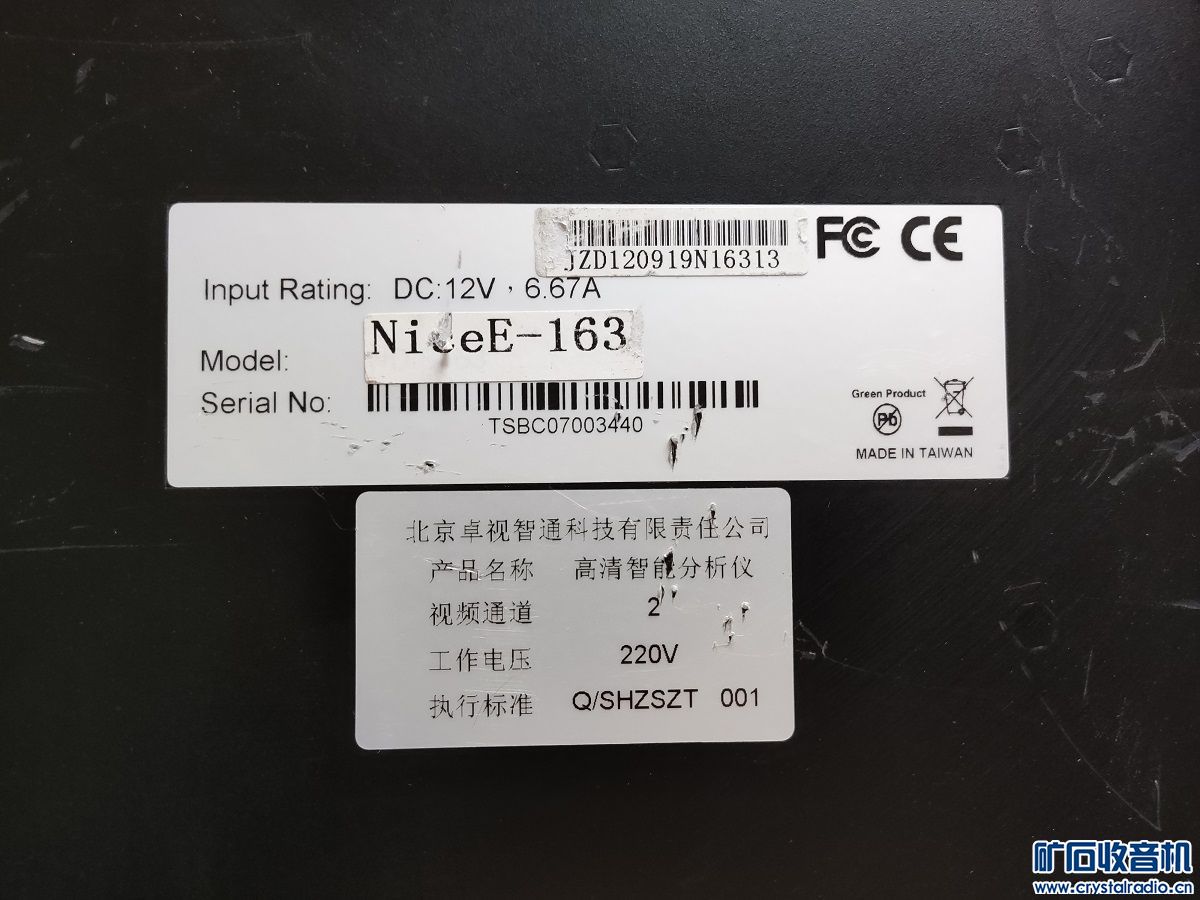 JZD120919N16313
FC CE
Input Rating: DC:12V，6.67A
Model: NiseE-163
Serial No:
TSBC07003440
Green Product
Pb
MADE IN TAIWAN
北京卓视智通科技有限责任公司
产品名称 高清智能分析仪
视频通道 2
工作电压 220V
执行标准 Q/SHZSZT 001
矿石收音机
www.crystalradio.cn